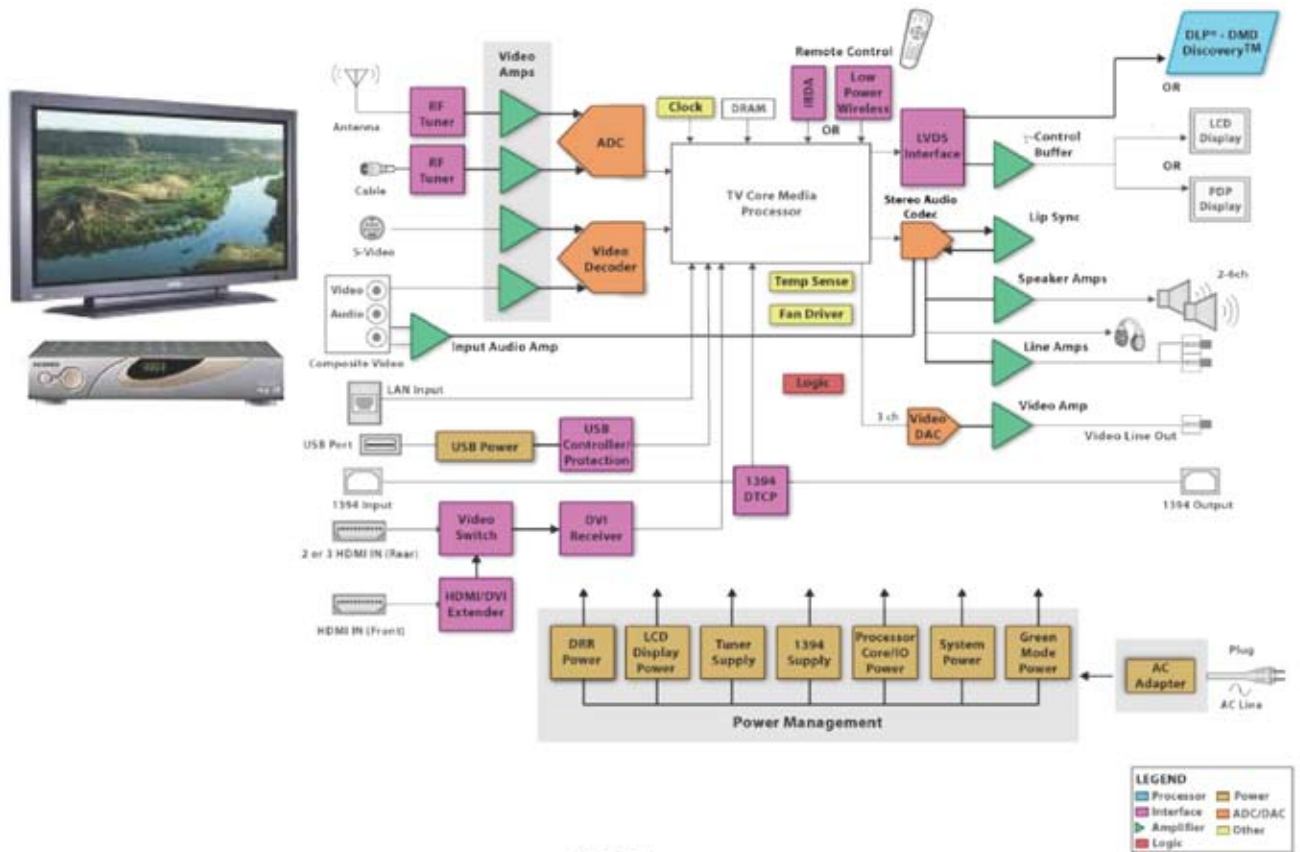 DLP® - DMD
Discovery™
OR
Remote Control
IRDA
Low
Power
Wireless
OR
Video
Amps
Antenna
RF
Tuner
ADC
Clock
DRAM
LVDS
Interface
-Control
Buffer
LCD
Display
OR
PDP
Display
Cable
RF
Tuner
TV Core Media
Processor
Stereo Audio
Codec
Lip Sync
S-Video
Video
Decoder
Temp Sense
Speaker Amps
2-6ch
Video
Audio
Fan Driver
Composite Video
Input Audio Amp
Line Amps
LAN Input
Logic
Video Amp
3 ch
Video
DAC
Video Line Out
USB Port
USB Power
USB
Controller/
Protection
1394 Input
1394
DTCP
1394 Output
2 or 3 HDMI IN (Rear)
Video
Switch
DVI
Receiver
HDMI IN (Front)
HDMI/DVI
Extender
DRR
Power
LCD
Display
Power
Tuner
Supply
1394
Supply
Processor
Core/IO
Power
System
Power
Green
Mode
Power
Power Management
AC
Adapter
Plug
AC Line
LEGEND
Processor
Power
Interface
ADC/DAC
Amplifier
Other
Logic